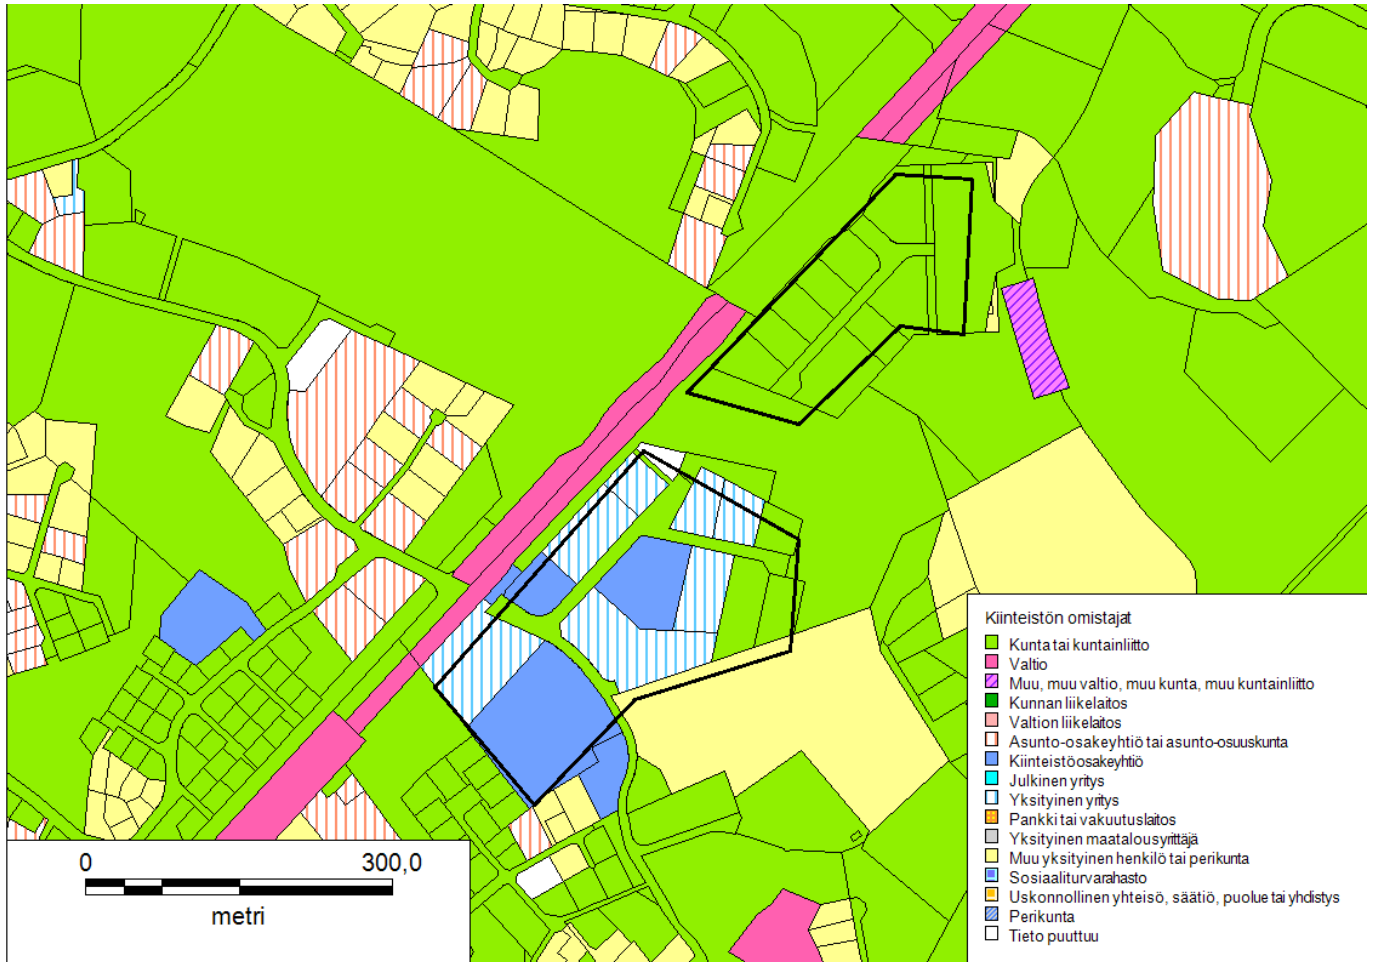 Kiinteistön omistajat
Kunta tai kuntainliitto
Valtio
Muu, muu valtio, muu kunta, muu kuntainliitto
Kunnan liikelaitos
Valtion liikelaitos
Asunto-osakeyhtiö tai asunto-osuuskunta
Kiinteistöosakeyhtiö
Julkinen yritys
Yksityinen yritys
Pankki tai vakuutuslaitos
Yksityinen maatalousyrittäjä
Muu yksityinen henkilö tai perikunta
Sosiaaliturvarahasto
Uskonnollinen yhteisö, säätiö, puolue tai yhdistys
Perikunta
Tieto puuttuu
0 300,0
metri